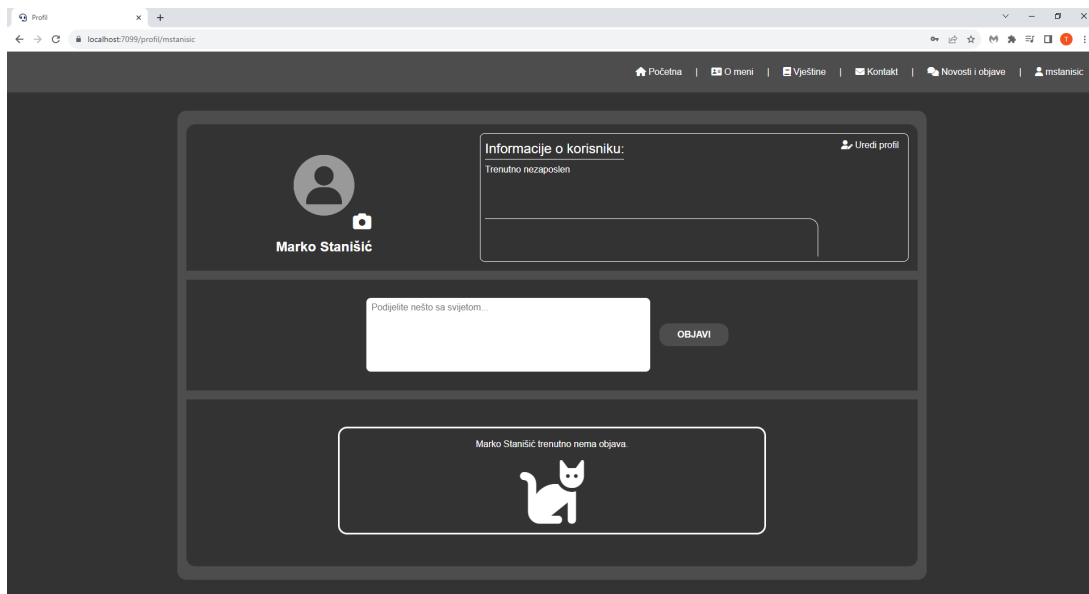 Profil
localhost:7099/profil/mstanisic
T
Početna | O meni | Vještine | Kontakt | Novosti i objave | mstanisic
Informacije o korisniku:
Uredi profil
Trenutno nezaposlen
Marko Stanišić
Podijelite nešto sa svijetom...
OBJAVI
Marko Stanišić trenutno nema objava.